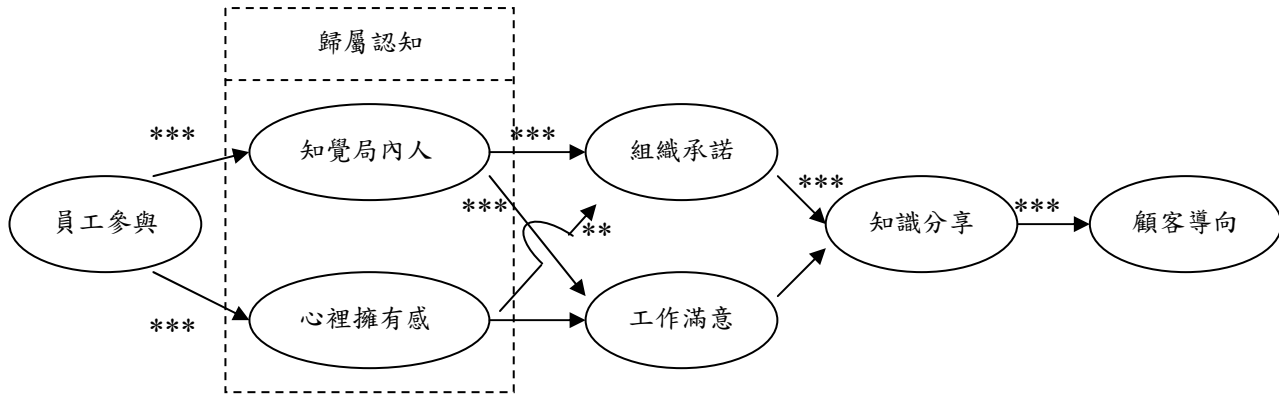 歸屬認知
***
知覺局內人
***
組織承諾
員工參與
***
**
***
知識分享
***
顧客導向
***
心裡擁有感
工作滿意